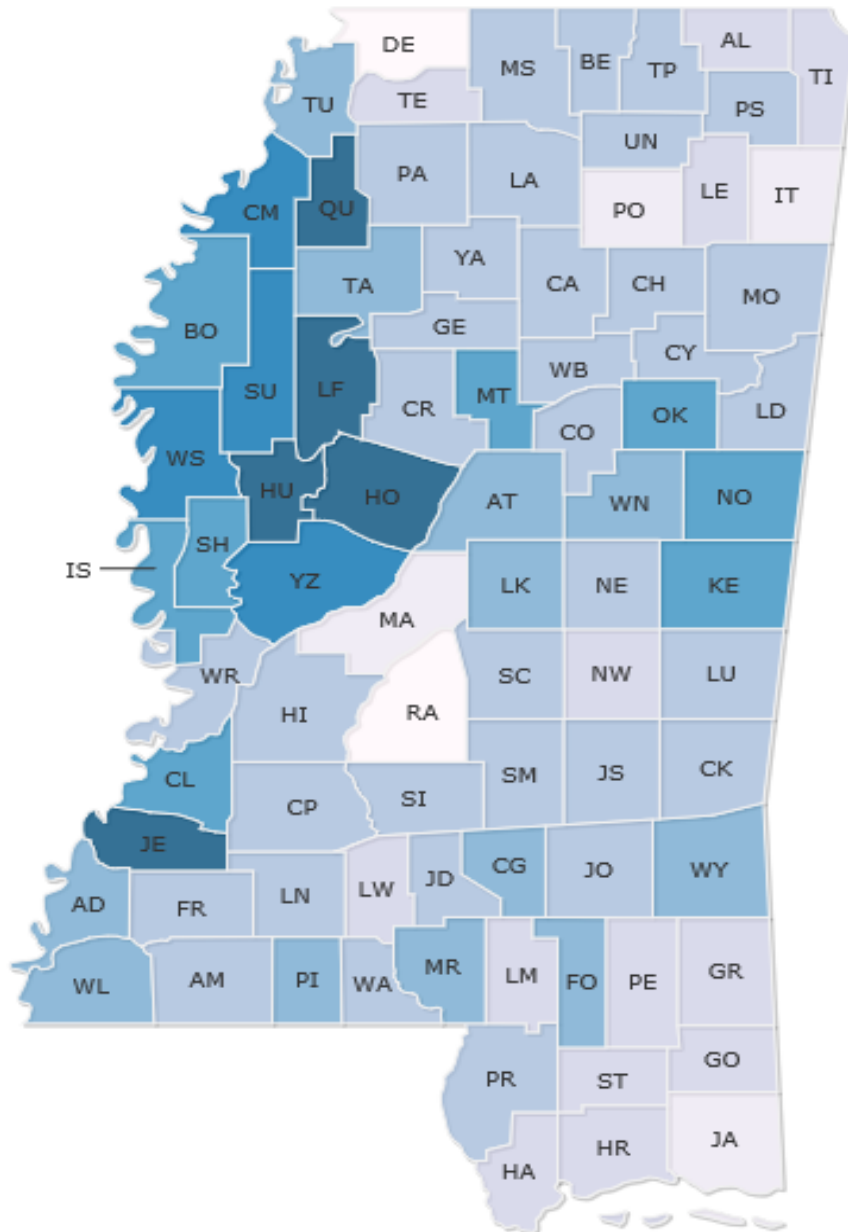 DE MS BE TP AL TI
TU TE PS
UN
PA LA
QU LE IT
CM PO
YA
TA CA CH MO
BO GE
CY
WB
SU LF MT
CR OK LD
CO
WS
HU HO AT WN NO
SH
IS YZ LK NE KE
MA
WR SC NW LU
HI RA
CL SM JS CK
CP SI
JE
CG JO WY
LN LW JD
AD FR
MR
WL AM PI WA LM FO PE GR
GO
PR ST
HR JA
HA